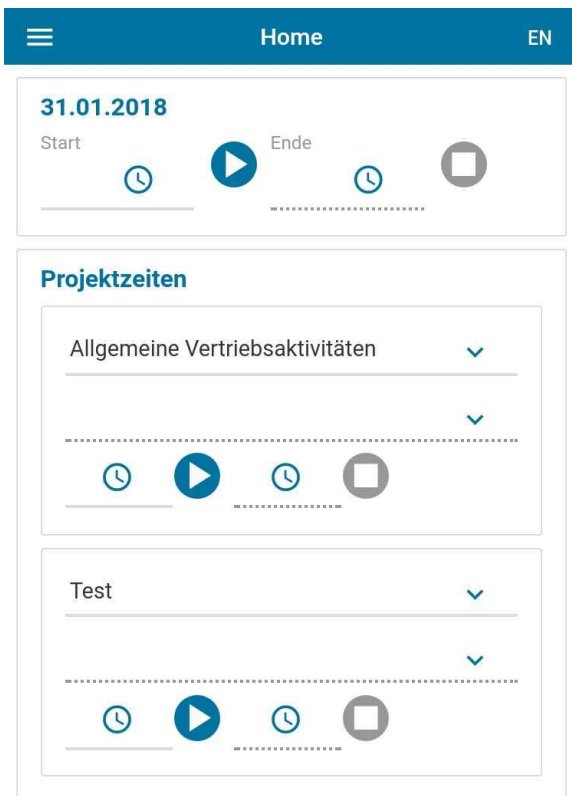 Home EN
31.01.2018
Start Ende
Projektzeiten
Allgemeine Vertriebsaktivitäten
Test